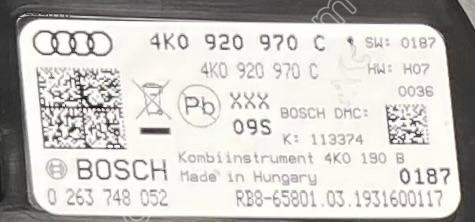 4K0 920 970 C SW: 0187
4K0 920 970 C HW: H07
0036
Pb XXX BOSCH DMC:
09S K: 113374
BOSCH Kombiinstrument 4K0 190 B
Made in Hungary 0187
0 263 748 052 RB8-65801.03.1931600117